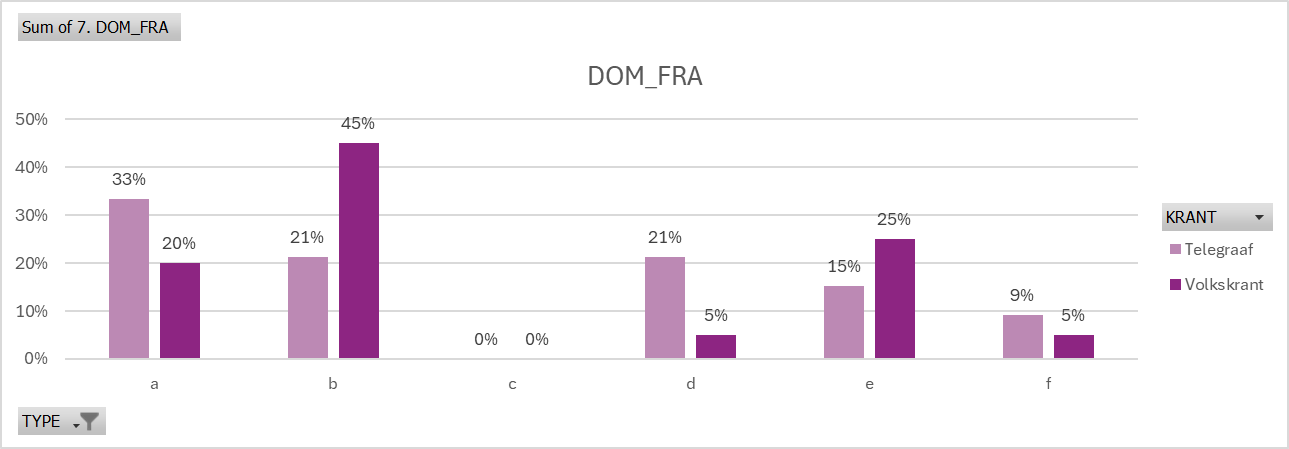 Sum of 7. DOM_FRA
DOM_FRA
50%
40%
30%
20%
10%
0%
33%
20%
21%
45%
0%
0%
21%
5%
15%
25%
9%
5%
a
b
c
d
e
f
KRANT
Telegraaf
Volkskrant
TYPE